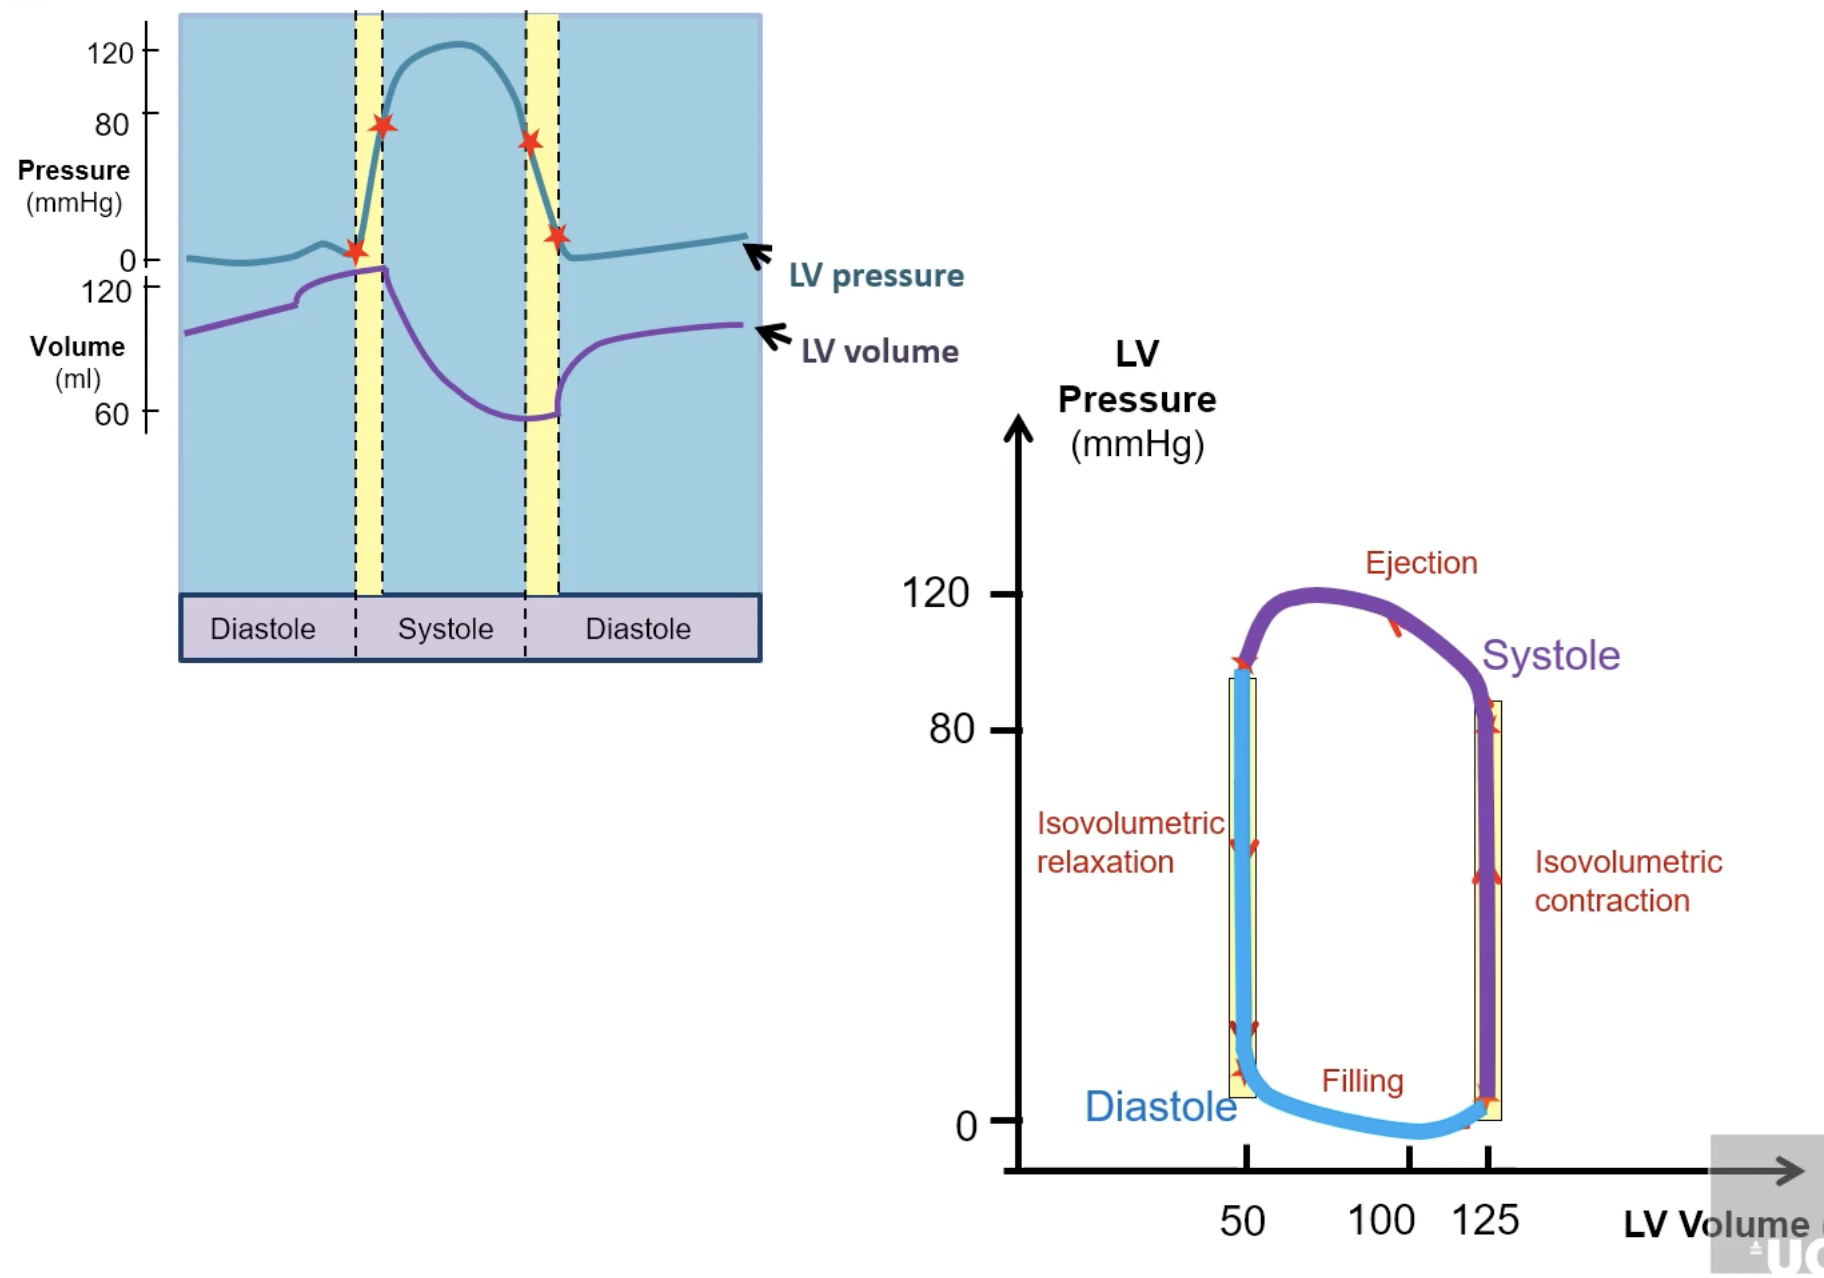 120
80
Pressure
(mmHg)
0
120
Volume
(ml)
60
LV pressure
LV volume
Diastole
Systole
Diastole
LV
Pressure
(mmHg)
120
80
0
Ejection
Systole
Isovolumetric
relaxation
Isovolumetric
contraction
Filling
Diastole
50
100
125
LV Volume